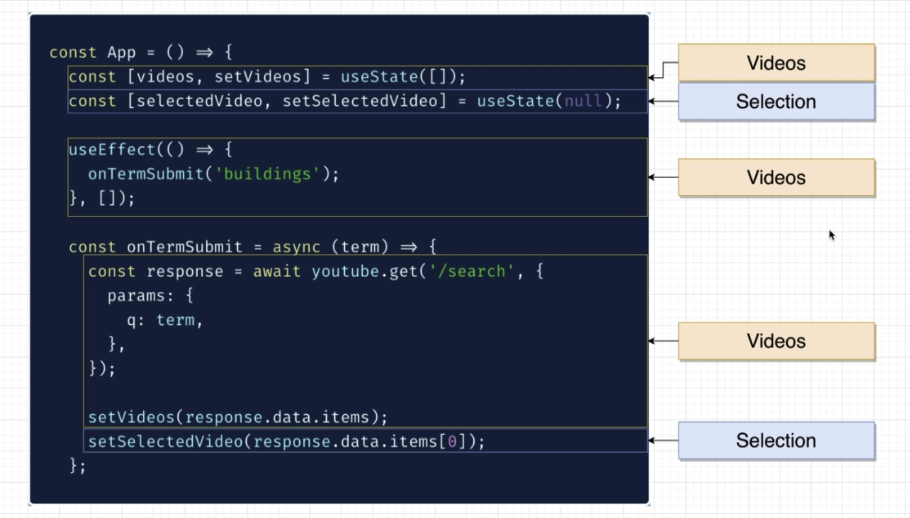 const App = () => {
const [videos, setVideos] = useState([]);
const [selectedVideo, setSelectedVideo] = useState(null);
useEffect(() => {
onTermSubmit('buildings');
}, []);
const onTermSubmit = async (term) => {
const response = await youtube.get('/search', {
params: {
q: term,
},
});
setVideos(response.data.items);
setSelectedVideo(response.data.items[0]);
};
Videos
Selection
Videos
Videos
Selection